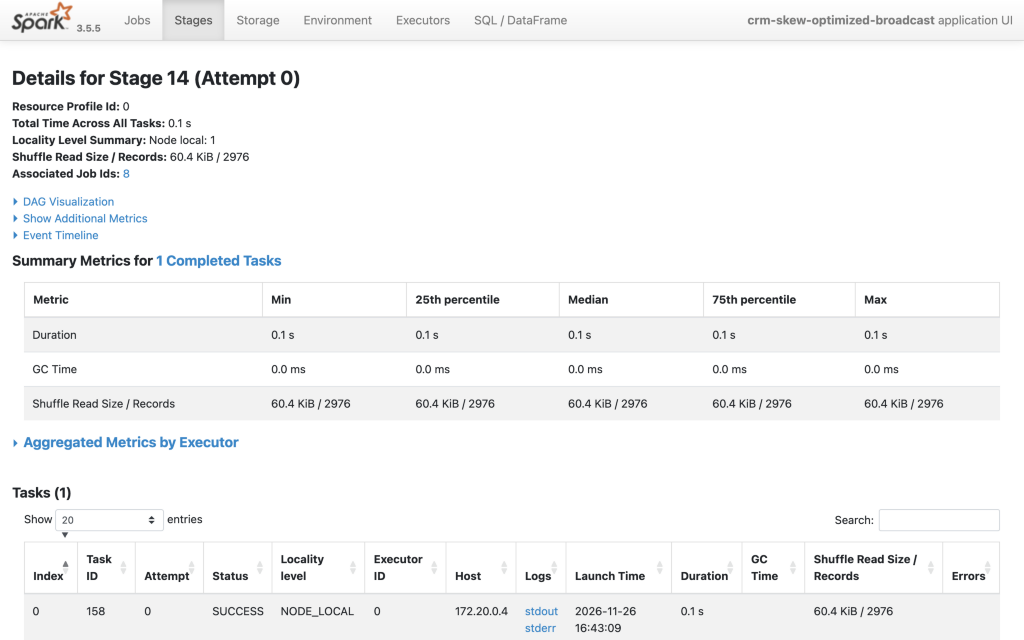 APACHE
Spark 3.5.5 Jobs Stages Storage Environment Executors SQL / DataFrame crm-skew-optimized-broadcast application UI
Details for Stage 14 (Attempt 0)
Resource Profile Id: 0
Total Time Across All Tasks: 0.1 s
Locality Level Summary: Node local: 1
Shuffle Read Size / Records: 60.4 KiB / 2976
Associated Job Ids: 8
DAG Visualization
Show Additional Metrics
Event Timeline
Summary Metrics for 1 Completed Tasks
Metric Min 25th percentile Median 75th percentile Max
Duration 0.1 s 0.1 s 0.1 s 0.1 s 0.1 s
GC Time 0.0 ms 0.0 ms 0.0 ms 0.0 ms 0.0 ms
Shuffle Read Size / Records 60.4 KiB / 2976 60.4 KiB / 2976 60.4 KiB / 2976 60.4 KiB / 2976 60.4 KiB / 2976
Aggregated Metrics by Executor
Tasks (1)
Show 20 entries Search:
Index Task ID Attempt Status Locality level Executor ID Host Logs Launch Time Duration GC Time Shuffle Read Size / Records Errors
0 158 0 SUCCESS NODE_LOCAL 0 172.20.0.4 stdout 2026-11-26 0.1 s 60.4 KiB / 2976
stderr 16:43:09